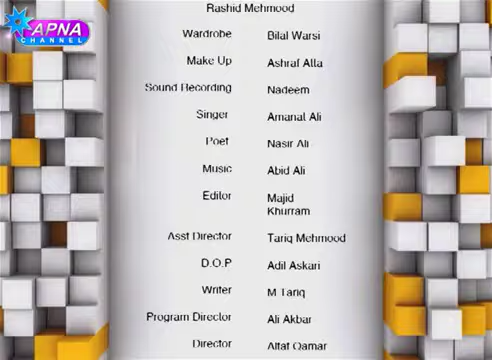 APNA
CHANNEL
Rashid Mehmood
Wardrobe Bilal Warsi
Make Up Ashraf Atta
Sound Recording Nadeem
Singer Amanat Ali
Poet Nasir Ali
Music Abid Ali
Editor Majid
Khurram
Asst Director Tariq Mehmood
D.O.P Adil Askari
Writer M Tariq
Program Director Ali Akbar
Director Altaf Qamar